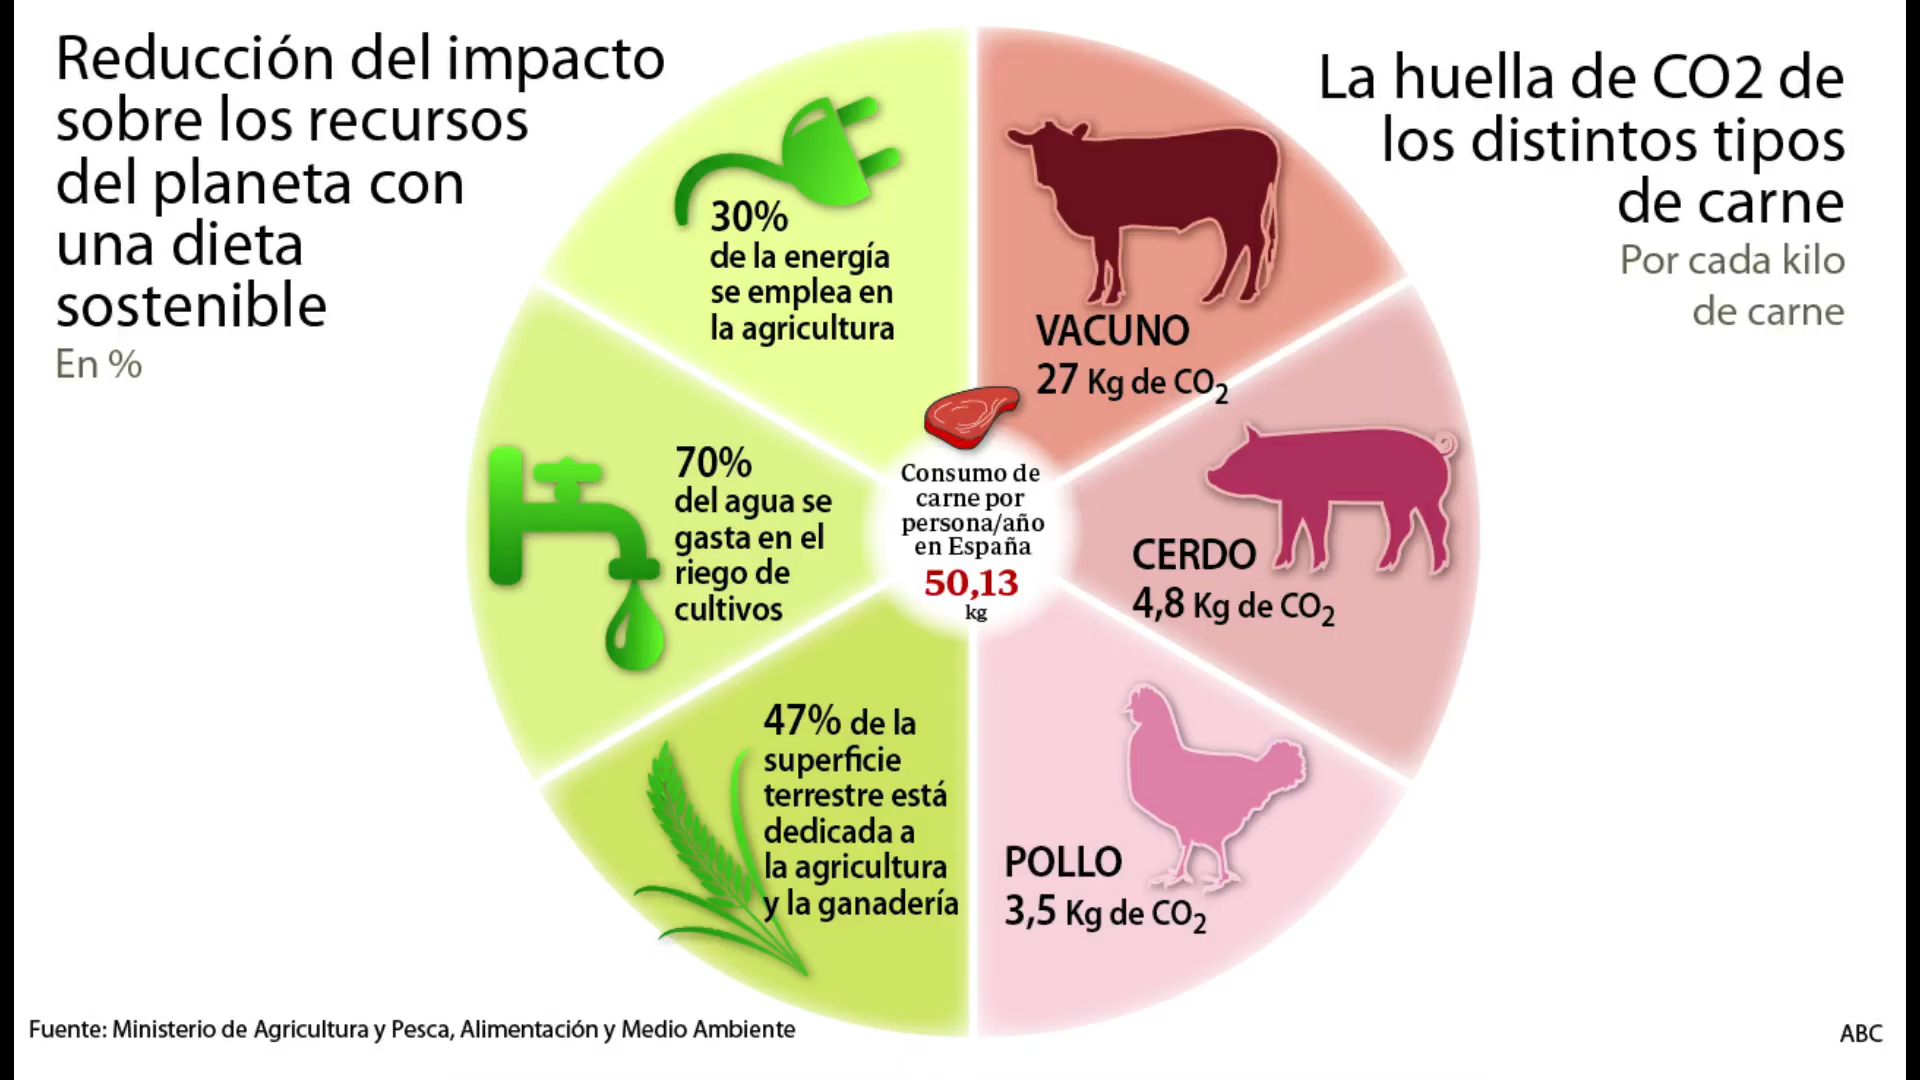 Reducción del impacto
sobre los recursos
del planeta con
una dieta
sostenible
En %
La huella de CO2 de
los distintos tipos
de carne
Por cada kilo
de carne
30%
de la energía
se emplea en
la agricultura
VACUNO
27 Kg de CO2
70%
del agua se
gasta en el
riego de
cultivos
Consumo de
carne por
persona/año
en España
50,13
kg
CERDO
4,8 Kg de CO2
47% de la
superficie
terrestre está
dedicada a
la agricultura
y la ganadería
POLLO
3,5 Kg de CO2
Fuente: Ministerio de Agricultura y Pesca, Alimentación y Medio Ambiente
ABC